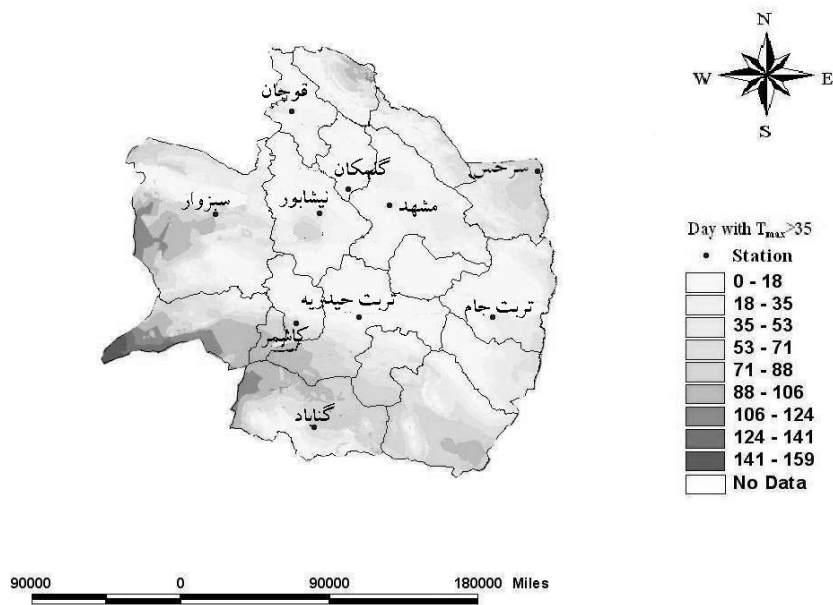 N
W E
S
قوچان
گلمکان
سرخس
سبزوار
نیشابور
مشهد
تربت حیدریه
تربت جام
کاشمر
گناباد
Day with Tmax>35
Station
0 - 18
18 - 35
35 - 53
53 - 71
71 - 88
88 - 106
106 - 124
124 - 141
141 - 159
No Data
90000 0 90000 180000 Miles